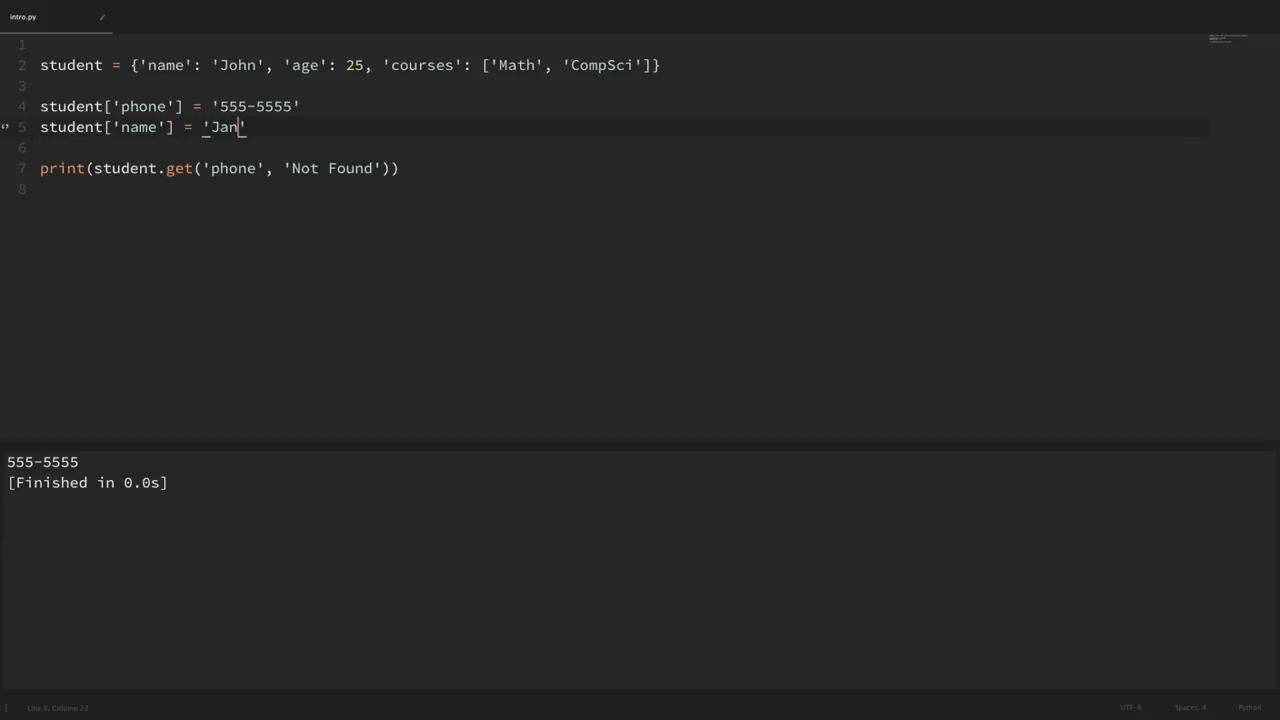 intro.py
1
2 student = {'name': 'John', 'age': 25, 'courses': ['Math', 'CompSci']}
3
4 student['phone'] = '555-5555'
5 student['name'] = 'Jan'
6
7 print(student.get('phone', 'Not Found'))
8
555-5555
[Finished in 0.0s]
Line 5, Column 22 UTF-8 Spaces: 4 Python